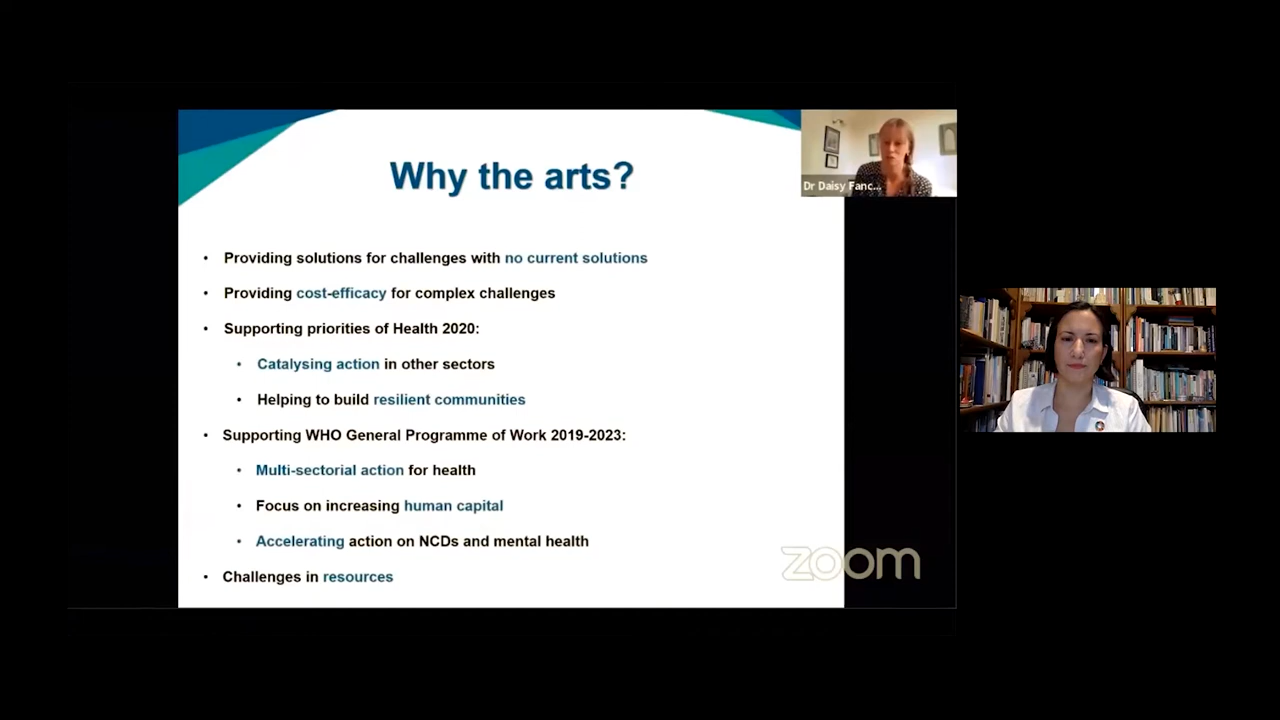 Why the arts?
Dr Daisy Fanc...
• Providing solutions for challenges with no current solutions
• Providing cost-efficacy for complex challenges
• Supporting priorities of Health 2020:
• Catalysing action in other sectors
• Helping to build resilient communities
• Supporting WHO General Programme of Work 2019-2023:
• Multi-sectorial action for health
• Focus on increasing human capital
• Accelerating action on NCDs and mental health
• Challenges in resources
zoom